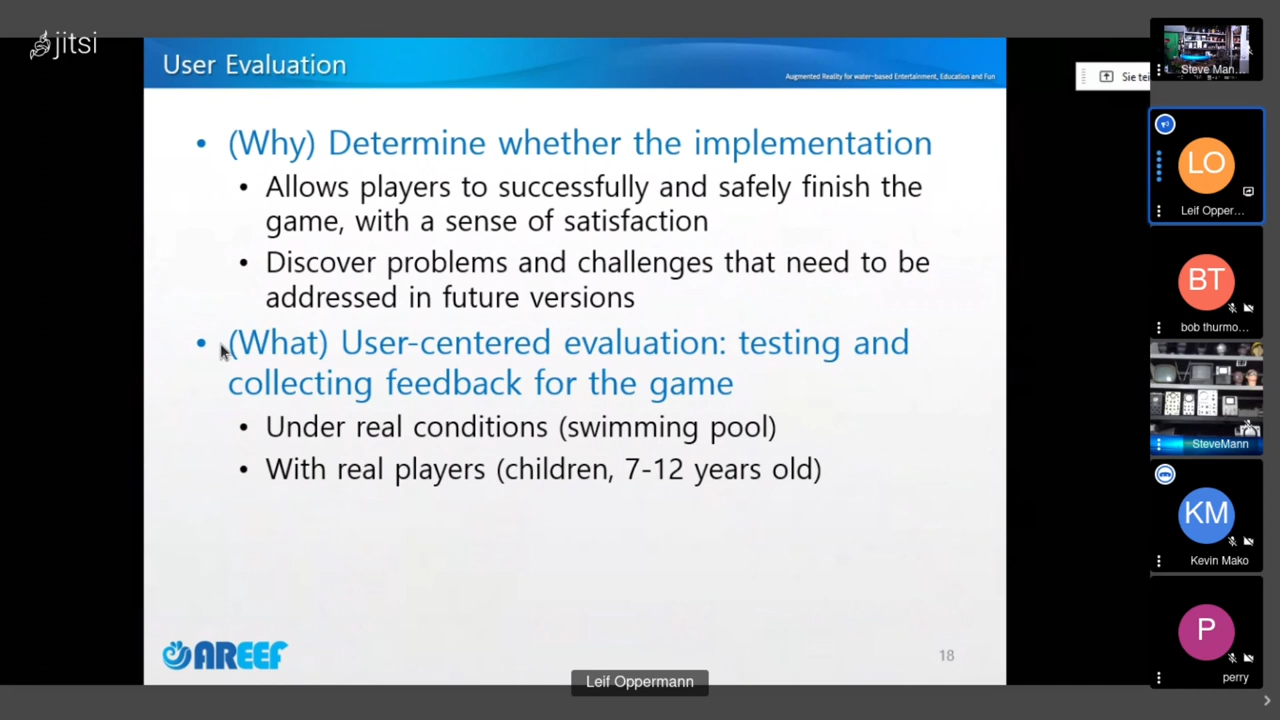 jitsi
User Evaluation
Augmented Reality for water-based Entertainment, Education and Fun
• (Why) Determine whether the implementation
• Allows players to successfully and safely finish the
game, with a sense of satisfaction
• Discover problems and challenges that need to be
addressed in future versions
• (What) User-centered evaluation: testing and
collecting feedback for the game
• Under real conditions (swimming pool)
• With real players (children, 7-12 years old)
AREEF
18
Leif Oppermann
Sie tei
Steve Man...
LO
Leif Opper...
BT
bob thurmo...
SteveMann
KM
Kevin Mako
P
perry